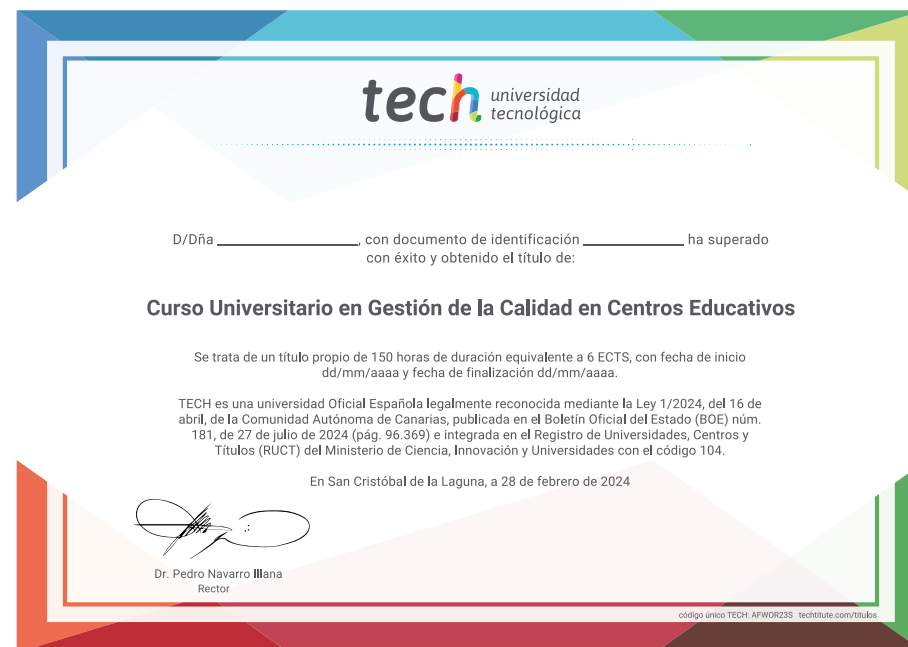 tech universidad
tecnológica
D/Dña ____________________, con documento de identificación ______________ ha superado
con éxito y obtenido el título de:
Curso Universitario en Gestión de la Calidad en Centros Educativos
Se trata de un título propio de 150 horas de duración equivalente a 6 ECTS, con fecha de inicio
dd/mm/aaaa y fecha de finalización dd/mm/aaaa.
TECH es una universidad Oficial Española legalmente reconocida mediante la Ley 1/2024, del 16 de
abril, de la Comunidad Autónoma de Canarias, publicada en el Boletín Oficial del Estado (BOE) núm.
181, de 27 de julio de 2024 (pág. 96.369) e integrada en el Registro de Universidades, Centros y
Títulos (RUCT) del Ministerio de Ciencia, Innovación y Universidades con el código 104.
En San Cristóbal de la Laguna, a 28 de febrero de 2024
Dr. Pedro Navarro Illana
Rector
código único TECH: AFWOR23S techtitute.com/titulos